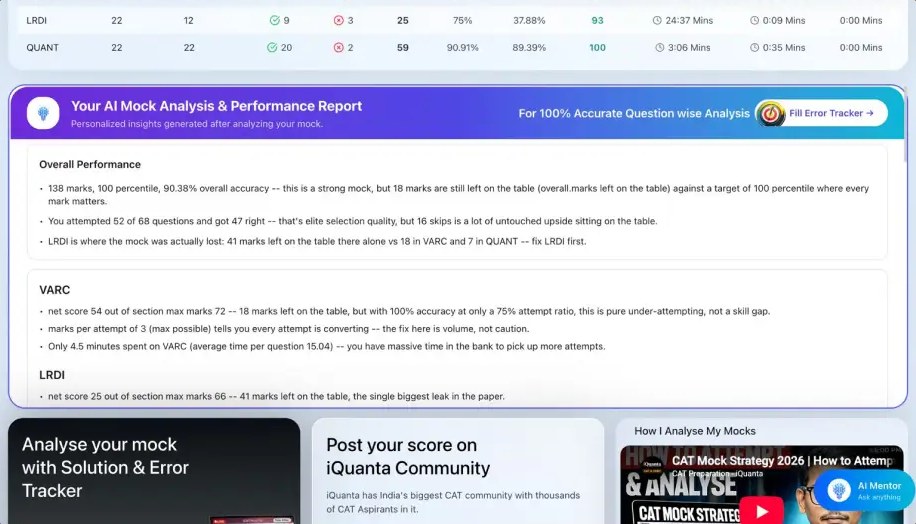 LRDI 22 12 9 3 25 75% 37.88% 93 24:37 Mins 0:09 Mins 0:00 Mins
QUANT 22 22 20 2 59 90.91% 89.39% 100 3:06 Mins 0:35 Mins 0:00 Mins
Your AI Mock Analysis & Performance Report
Personalized insights generated after analyzing your mock.
For 100% Accurate Question wise Analysis
Fill Error Tracker →
Overall Performance
• 138 marks, 100 percentile, 90.38% overall accuracy -- this is a strong mock, but 18 marks are still left on the table (overall.marks left on the table) against a target of 100 percentile where every
mark matters.
• You attempted 52 of 68 questions and got 47 right -- that's elite selection quality, but 16 skips is a lot of untouched upside sitting on the table.
• LRDI is where the mock was actually lost: 41 marks left on the table there alone vs 18 in VARC and 7 in QUANT -- fix LRDI first.
VARC
• net score 54 out of section max marks 72 -- 18 marks left on the table, but with 100% accuracy at only a 75% attempt ratio, this is pure under-attempting, not a skill gap.
• marks per attempt of 3 (max possible) tells you every attempt is converting -- the fix here is volume, not caution.
• Only 4.5 minutes spent on VARC (average time per question 15.04) -- you have massive time in the bank to pick up more attempts.
LRDI
• net score 25 out of section max marks 66 -- 41 marks left on the table, the single biggest leak in the paper.
Analyse your mock
with Solution & Error
Tracker
Post your score on
iQuanta Community
iQuanta has India's biggest CAT community with thousands
of CAT Aspirants in it.
How I Analyse My Mocks
HOW TO ATTEMPT
CAT Mock Strategy 2026 | How to Attemp
CAT Preparation - iQuanta
& ANALYSE
CAT MOCK STRATEG
AI Mentor
Ask anything